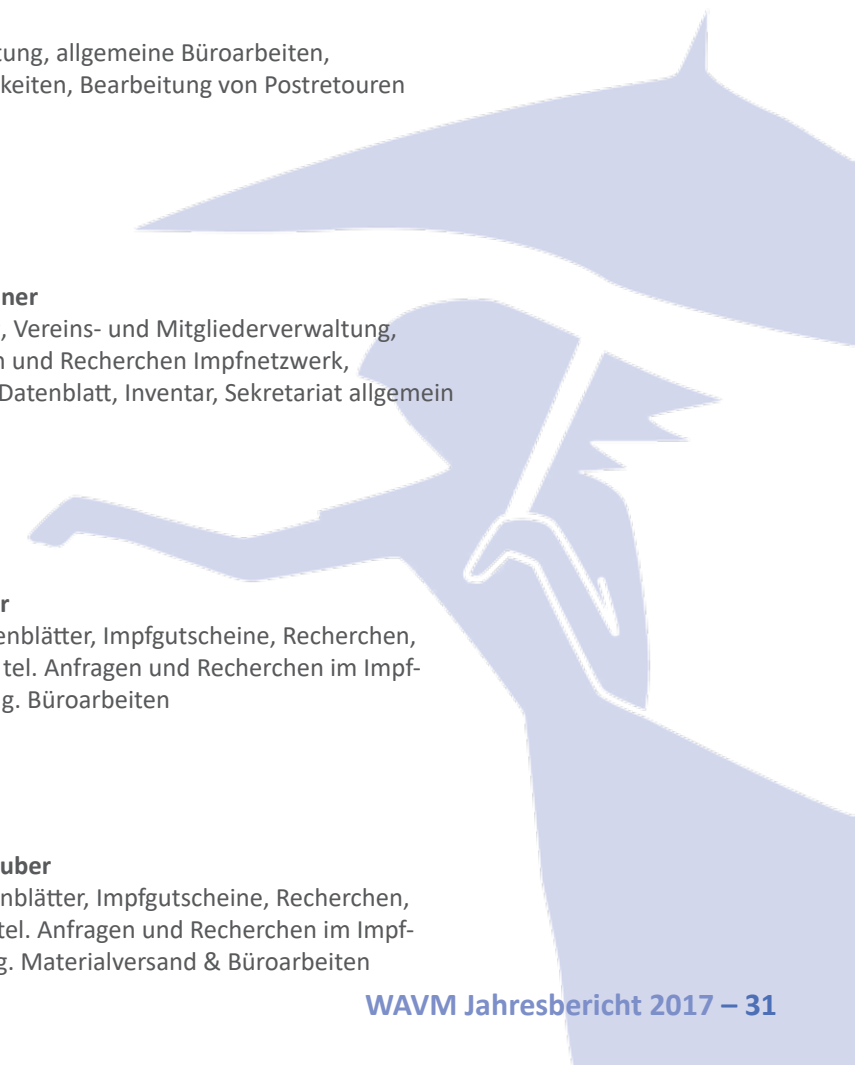 tung, allgemeine Büroarbeiten,
keiten, Bearbeitung von Postretouren
ner
, Vereins- und Mitgliederverwaltung,
n und Recherchen Impfnetzwerk,
Datenblatt, Inventar, Sekretariat allgemein
r
enblätter, Impfgutscheine, Recherchen,
tel. Anfragen und Recherchen im Impf-
g. Büroarbeiten
uber
nblätter, Impfgutscheine, Recherchen,
tel. Anfragen und Recherchen im Impf-
g. Materialversand & Büroarbeiten
WAVM Jahresbericht 2017 – 31